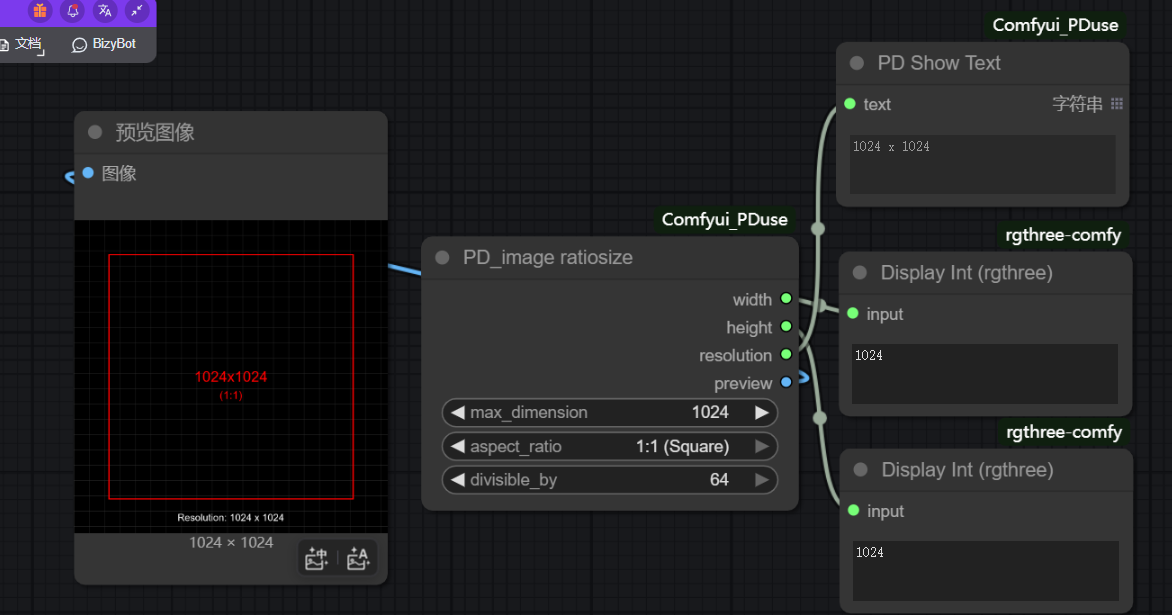 文档
BizyBot
预览图像
图像
1024x1024
(1:1)
Resolution: 1024 x 1024
1024 × 1024
中
A
Comfyui_PDuse
PD_image ratiosize
width
height
resolution
preview
max_dimension 1024
aspect_ratio 1:1 (Square)
divisible_by 64
Comfyui_PDuse
PD Show Text
text 字符串
1024 x 1024
rgthree-comfy
Display Int (rgthree)
input
1024
rgthree-comfy
Display Int (rgthree)
input
1024